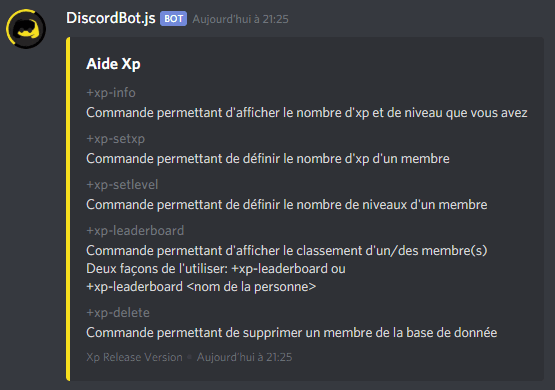 DiscordBot.js BOT Aujourd'hui à 21:25
Aide Xp
+xp-info
Commande permettant d'afficher le nombre d'xp et de niveau que vous avez
+xp-setxp
Commande permettant de définir le nombre d'xp d'un membre
+xp-setlevel
Commande permettant de définir le nombre de niveaux d'un membre
+xp-leaderboard
Commande permettant d'afficher le classement d'un/des membre(s)
Deux façons de l'utiliser: +xp-leaderboard ou
+xp-leaderboard <nom de la personne>
+xp-delete
Commande permettant de supprimer un membre de la base de donnée
Xp Release Version • Aujourd'hui à 21:25